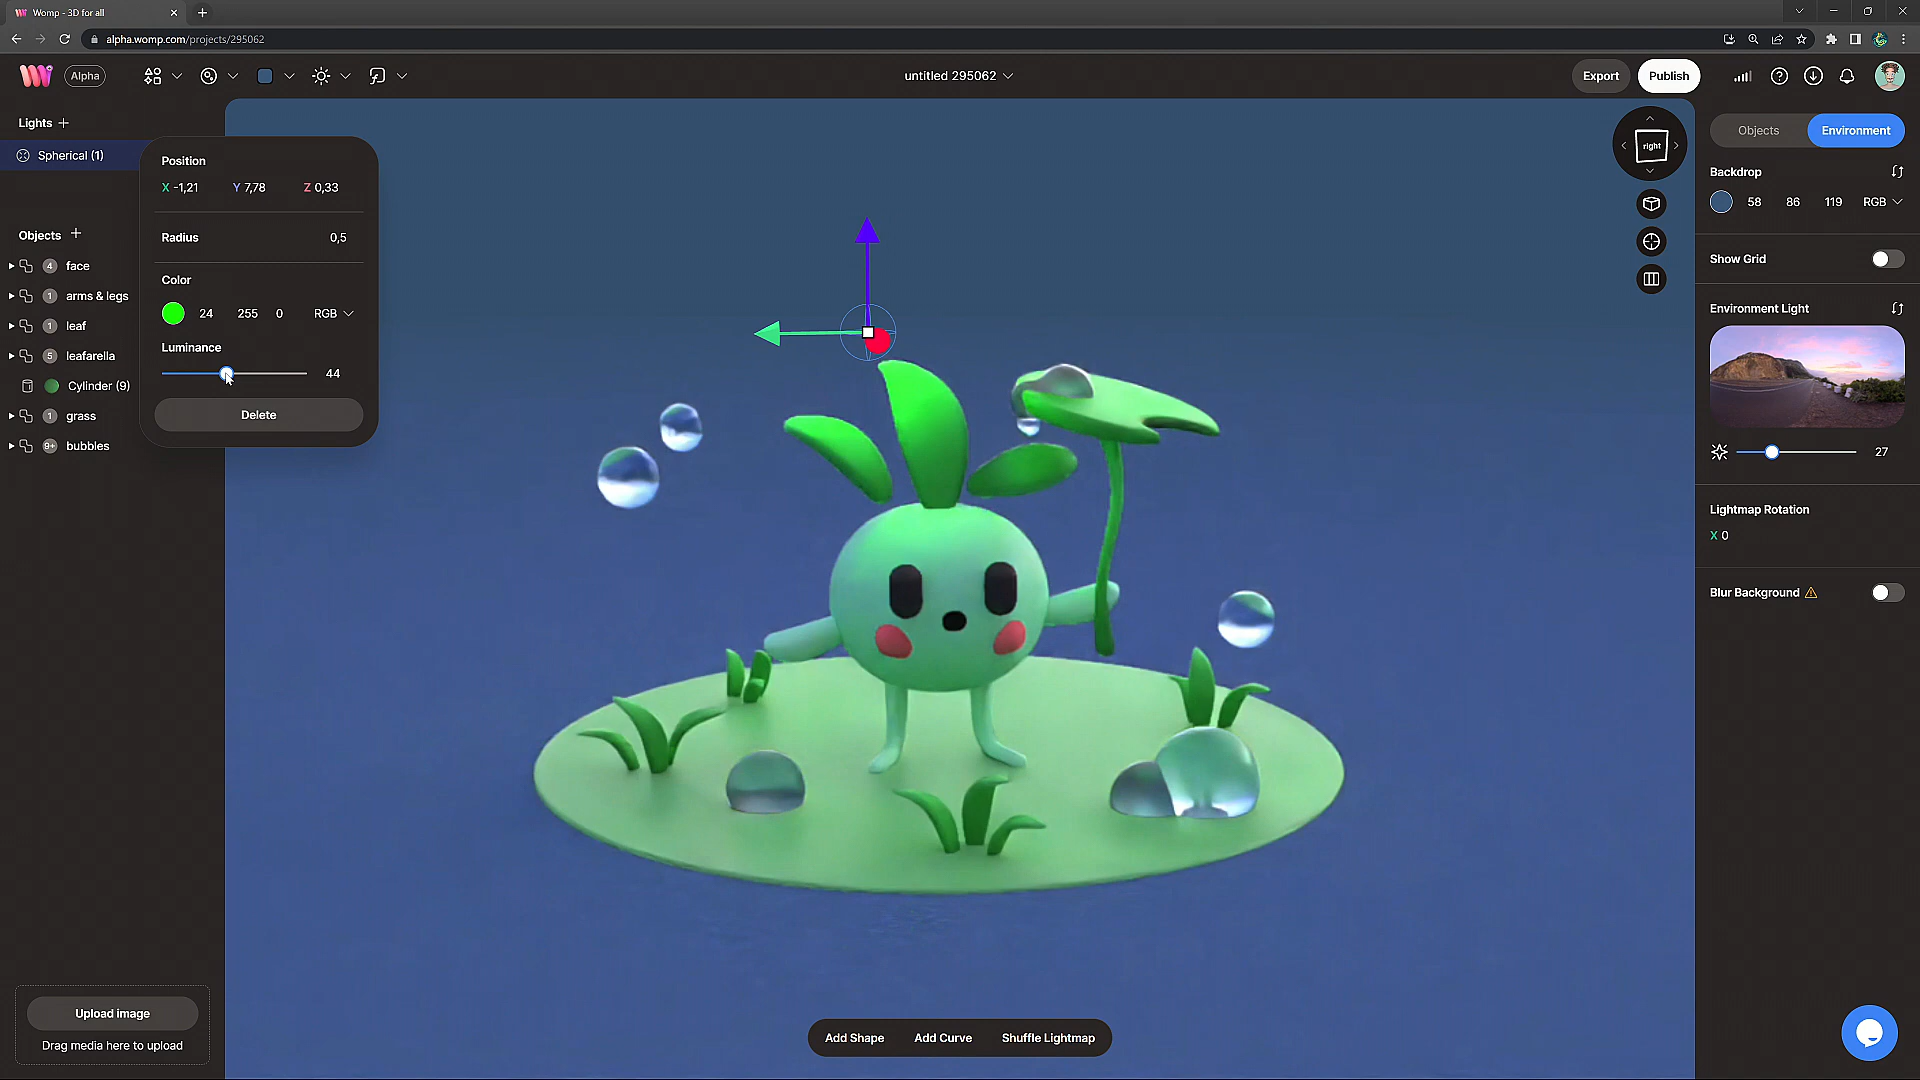 Womp - 3D for all
alpha.womp.com/projects/295062
Alpha
untitled 295062
Export
Publish
Lights
Spherical (1)
Objects
4 face
1 arms & legs
1 leaf
5 leafarella
Cylinder (9)
1 grass
9+ bubbles
Position
X -1,21 Y 7,78 Z 0,33
Radius 0,5
Color
24 255 0 RGB
Luminance
44
Delete
right
Objects Environment
Backdrop
58 86 119 RGB
Show Grid
Environment Light
27
Lightmap Rotation
X 0
Blur Background
Upload image
Drag media here to upload
Add Shape Add Curve Shuffle Lightmap